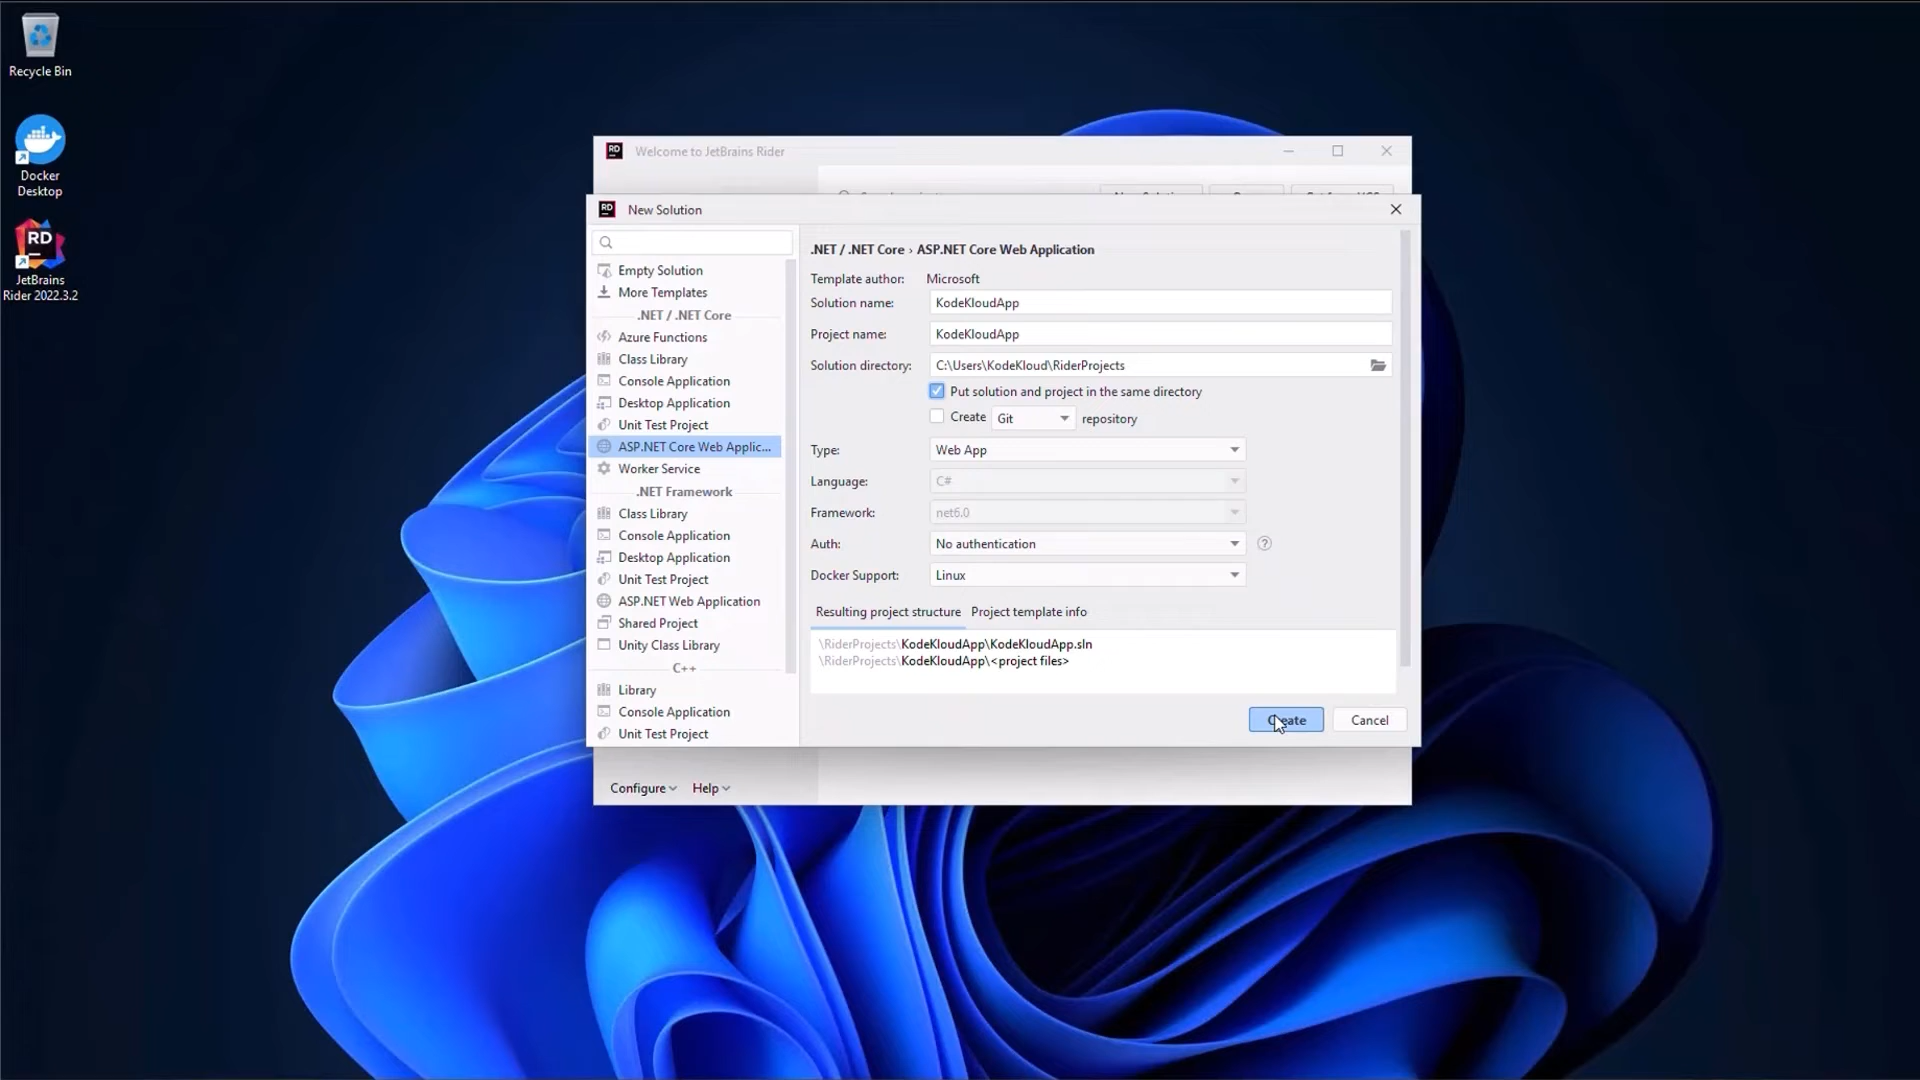 Recycle Bin
Docker
Desktop
RD
JetBrains
Rider 2022.3.2
RD
Welcome to JetBrains Rider
RD
New Solution
Empty Solution
More Templates
.NET / .NET Core
Azure Functions
Class Library
Console Application
Desktop Application
Unit Test Project
ASP.NET Core Web Applic...
Worker Service
.NET Framework
Class Library
Console Application
Desktop Application
Unit Test Project
ASP.NET Web Application
Shared Project
Unity Class Library
C++
Library
Console Application
Unit Test Project
.NET / .NET Core › ASP.NET Core Web Application
Template author: Microsoft
Solution name: KodeKloudApp
Project name: KodeKloudApp
Solution directory: C:\Users\KodeKloud\RiderProjects
Put solution and project in the same directory
Create Git repository
Type: Web App
Language: C#
Framework: net6.0
Auth: No authentication ?
Docker Support: Linux
Resulting project structure Project template info
\RiderProjects\KodeKloudApp\KodeKloudApp.sln
\RiderProjects\KodeKloudApp\<project files>
Create Cancel
Configure Help